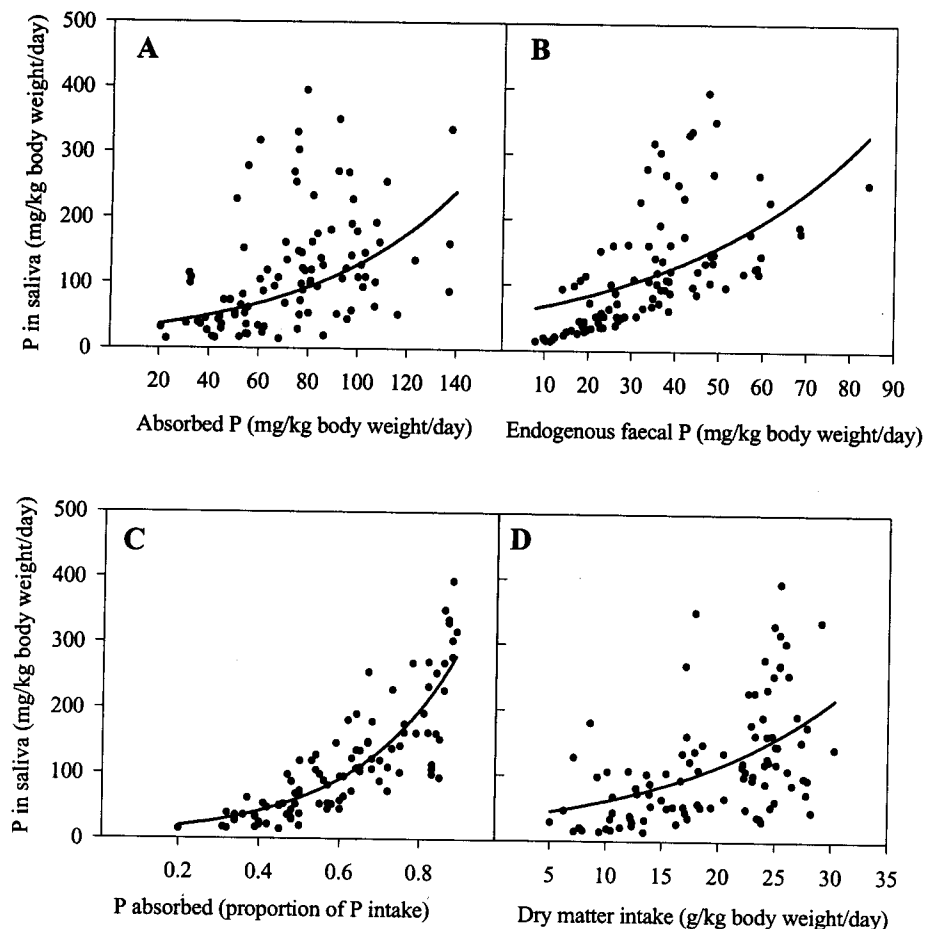 A
B
P in saliva (mg/kg body weight/day)
500
400
300
200
100
0
20 40 60 80 100 120 140
10 20 30 40 50 60 70 80 90
Absorbed P (mg/kg body weight/day)
Endogenous faecal P (mg/kg body weight/day)
C
D
P in saliva (mg/kg body weight/day)
500
400
300
200
100
0
0.2 0.4 0.6 0.8
5 10 15 20 25 30 35
P absorbed (proportion of P intake)
Dry matter intake (g/kg body weight/day)